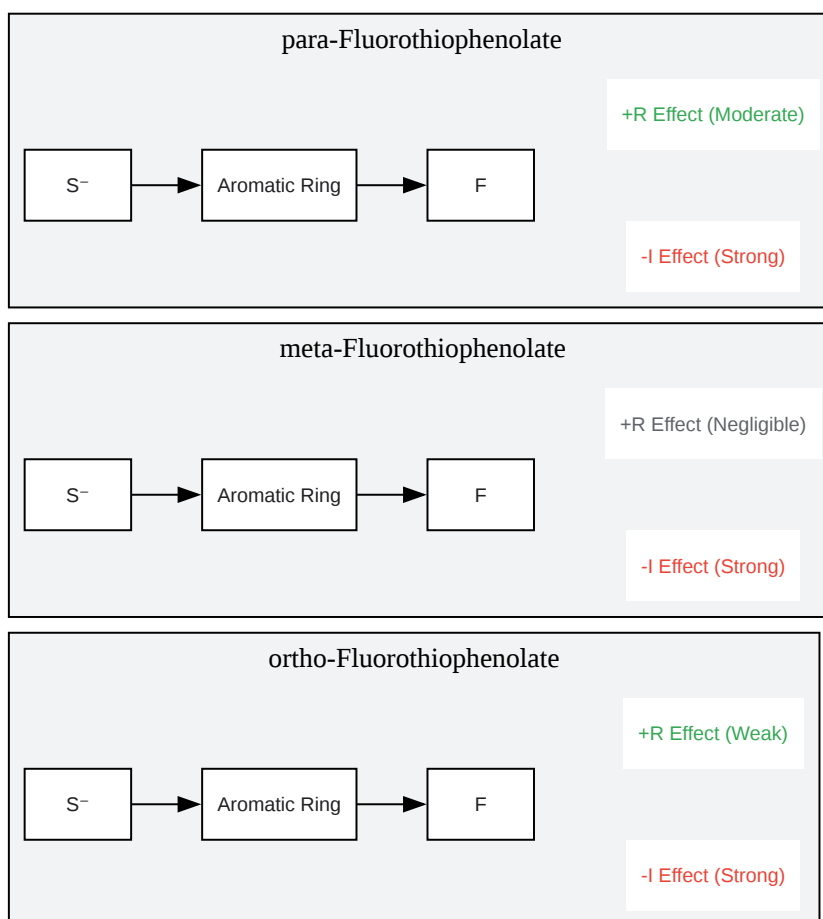 para-Fluorothiophenolate
+R Effect (Moderate)
S⁻
Aromatic Ring
F
-I Effect (Strong)
meta-Fluorothiophenolate
+R Effect (Negligible)
S⁻
Aromatic Ring
F
-I Effect (Strong)
ortho-Fluorothiophenolate
+R Effect (Weak)
S⁻
Aromatic Ring
F
-I Effect (Strong)